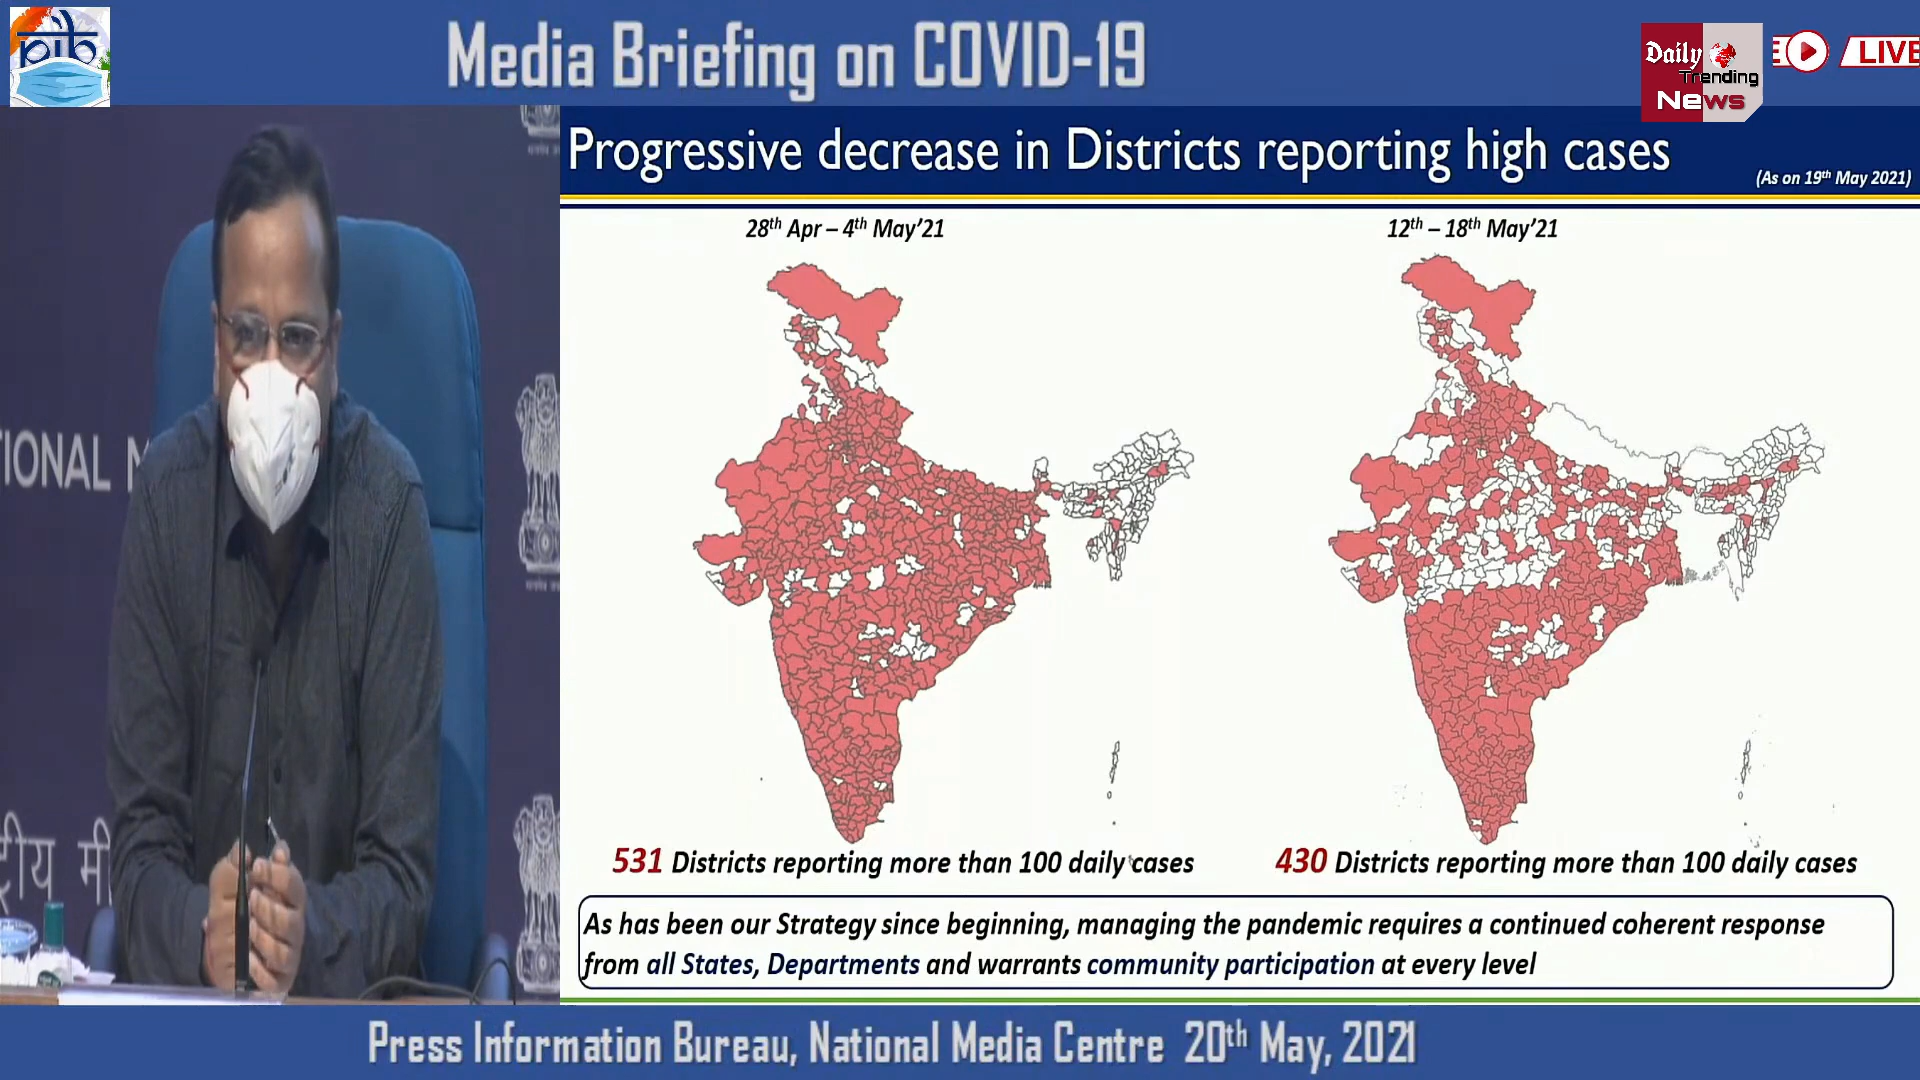 pib
Media Briefing on COVID-19
Daily
Trending
News
E
LIVE
Progressive decrease in Districts reporting high cases
(As on 19th May 2021)
28th Apr – 4th May'21
12th – 18th May'21
TIONAL M
ट्रीय मी
531 Districts reporting more than 100 daily cases
430 Districts reporting more than 100 daily cases
As has been our Strategy since beginning, managing the pandemic requires a continued coherent response
from all States, Departments and warrants community participation at every level
Press Information Bureau, National Media Centre 20th May, 2021